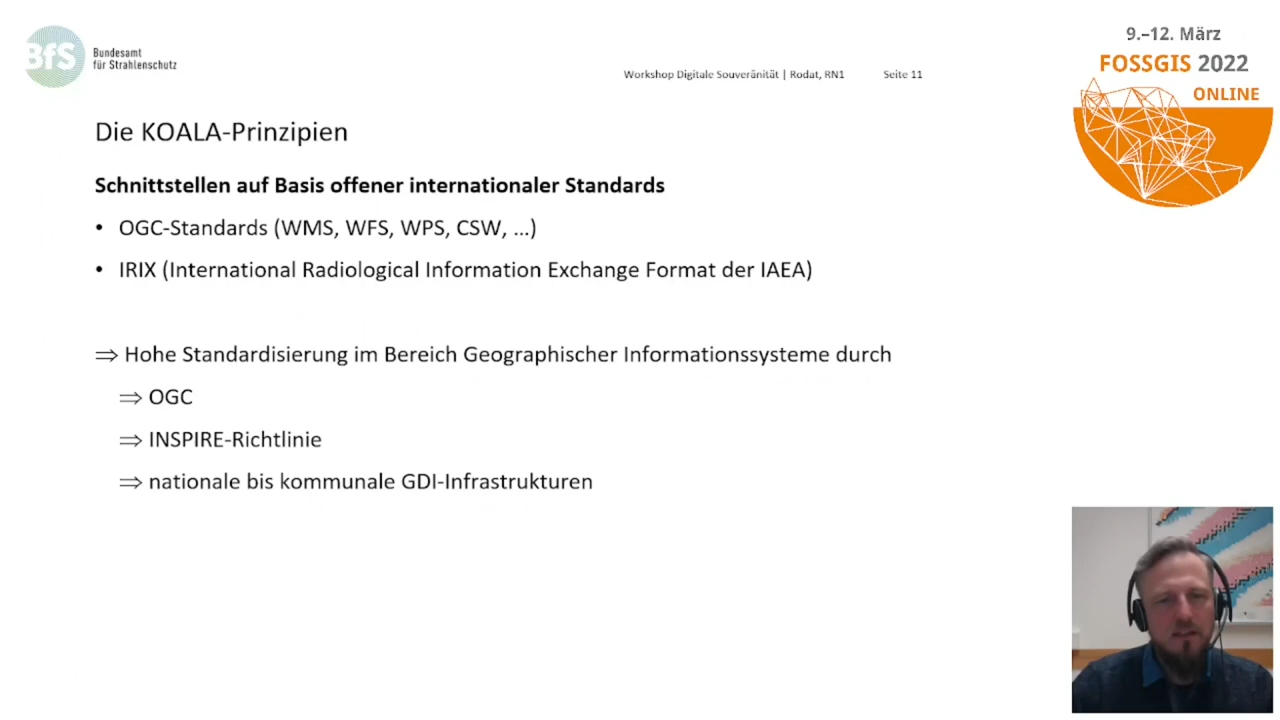 BfS
Bundesamt
für Strahlenschutz
Workshop Digitale Souveränität | Rodat, RN1 Seite 11
9.–12. März
FOSSGIS 2022
ONLINE
Die KOALA-Prinzipien
Schnittstellen auf Basis offener internationaler Standards
• OGC-Standards (WMS, WFS, WPS, CSW, ...)
• IRIX (International Radiological Information Exchange Format der IAEA)
⇒ Hohe Standardisierung im Bereich Geographischer Informationssysteme durch
⇒ OGC
⇒ INSPIRE-Richtlinie
⇒ nationale bis kommunale GDI-Infrastrukturen